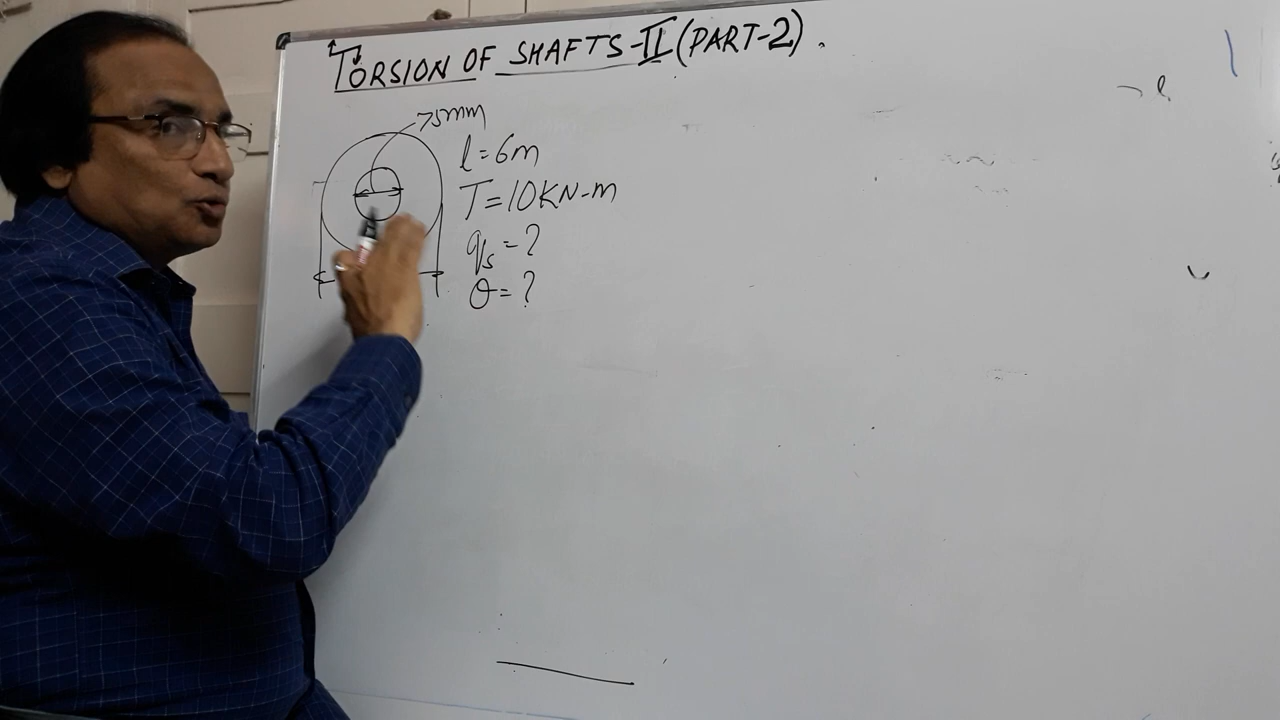 TORSION OF SHAFTS-II (PART-2).
75mm
l=6m
T=10KN-m
qs=?
θ=?